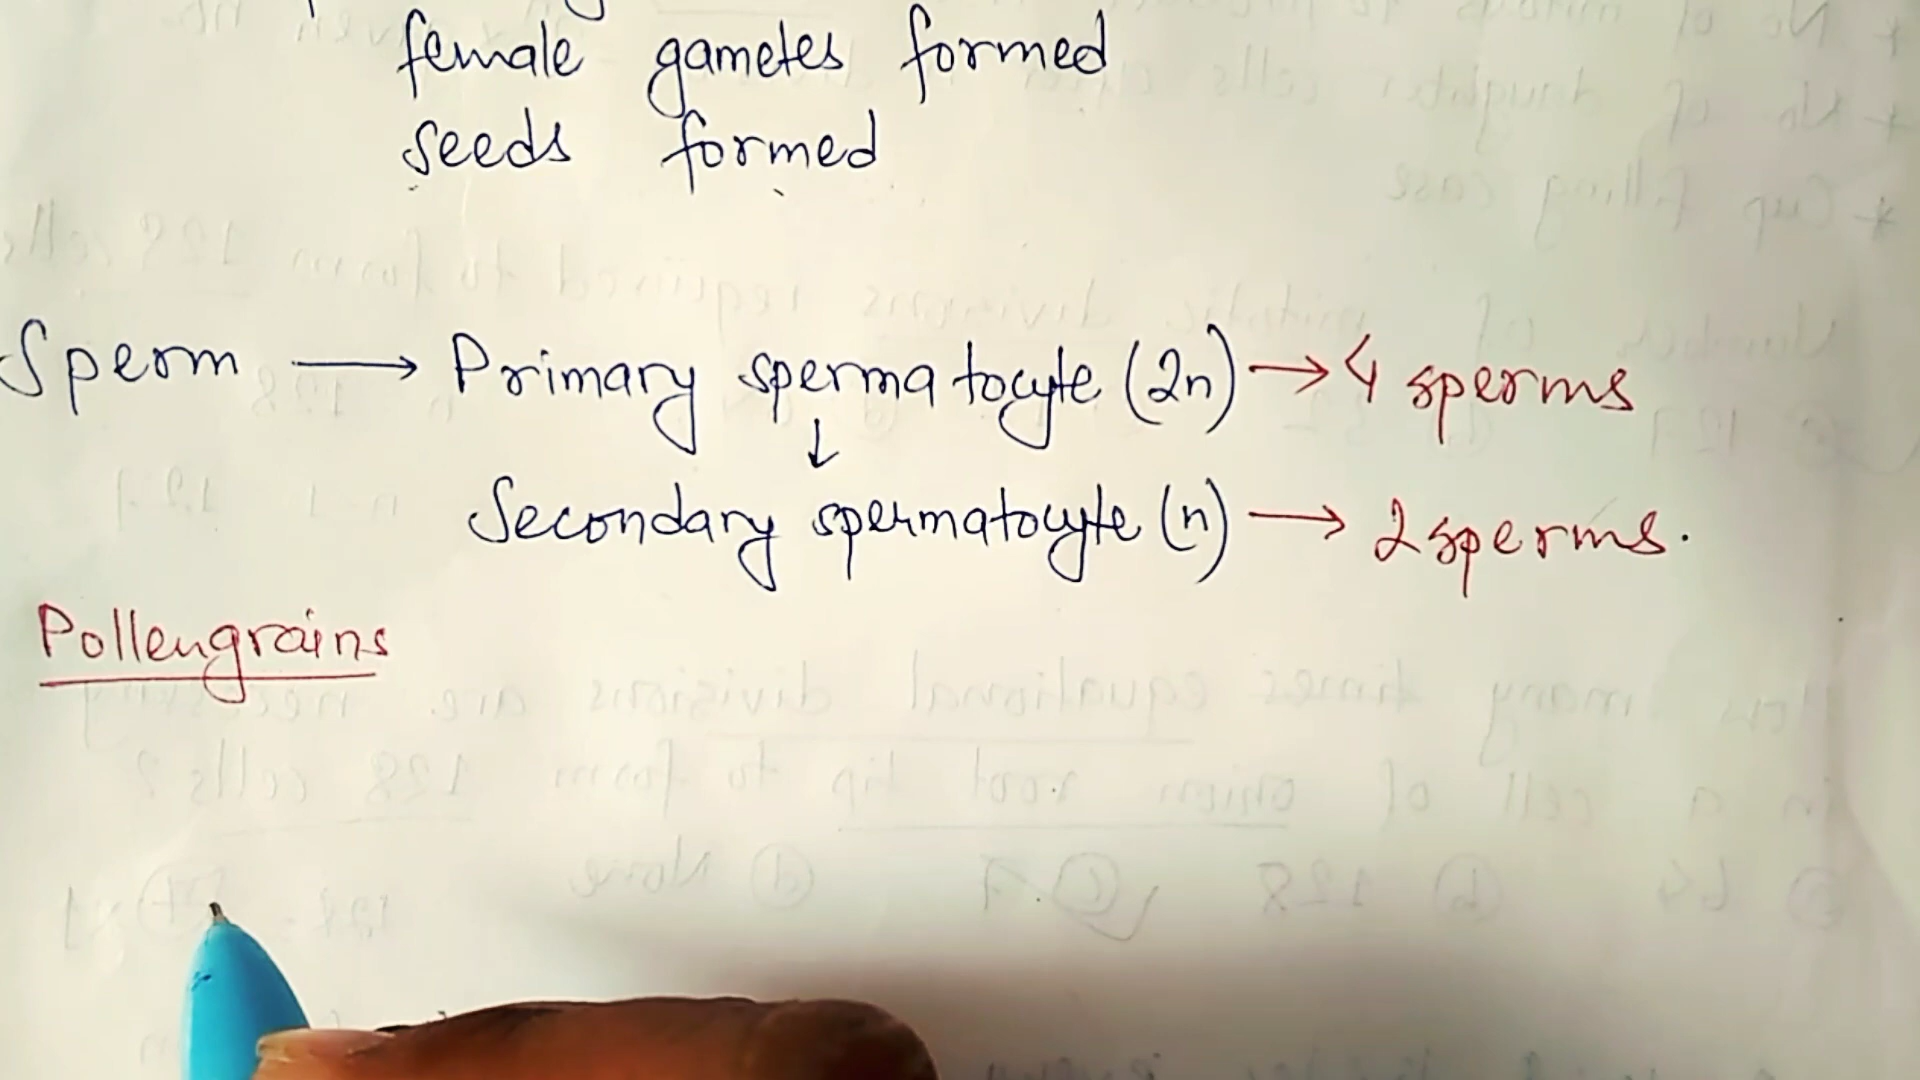 female gametes formed
seeds formed
Sperm → Primary spermatocyte (2n) → 4 sperms
↓
Secondary spermatocyte (n) → 2 sperms.
Pollengrains